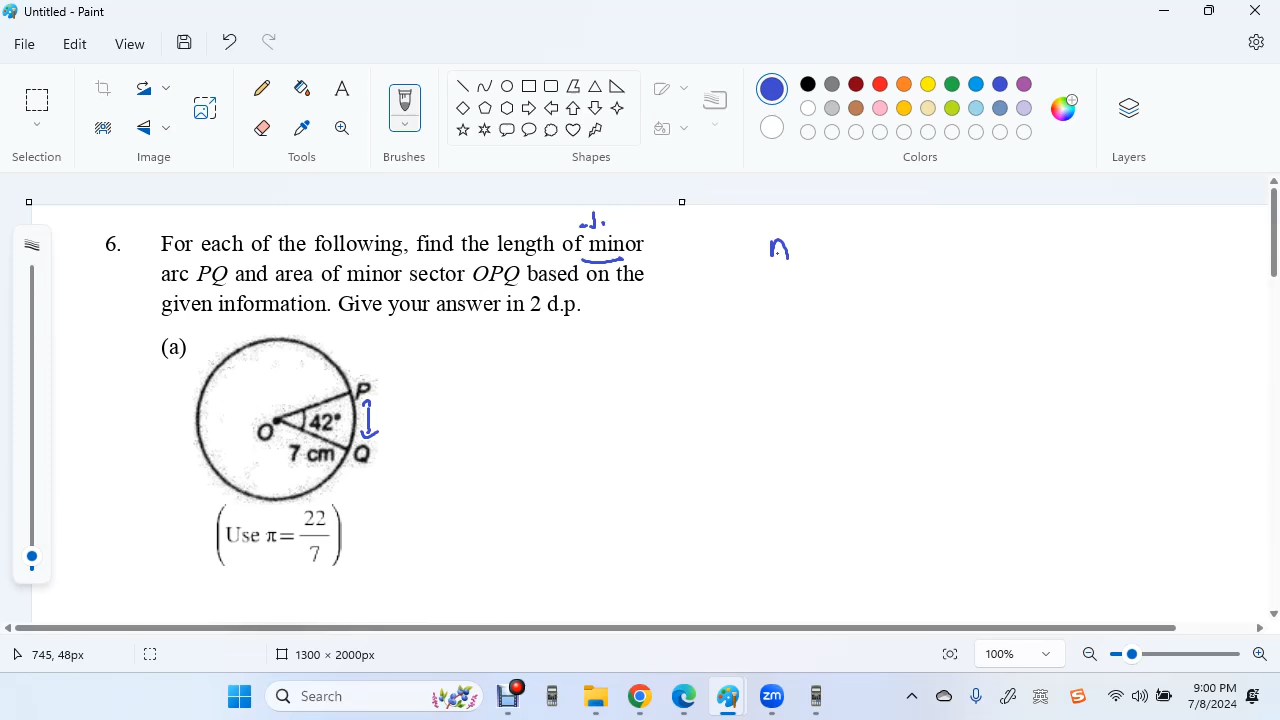 Untitled - Paint
File Edit View
Selection Image Tools Brushes Shapes Colors Layers
6. For each of the following, find the length of minor
arc PQ and area of minor sector OPQ based on the
given information. Give your answer in 2 d.p.
n
(a)
P
42°
O
7 cm Q
(Use π = 22/7)
745, 48px
1300 × 2000px
100%
Search
zm
9:00 PM
7/8/2024